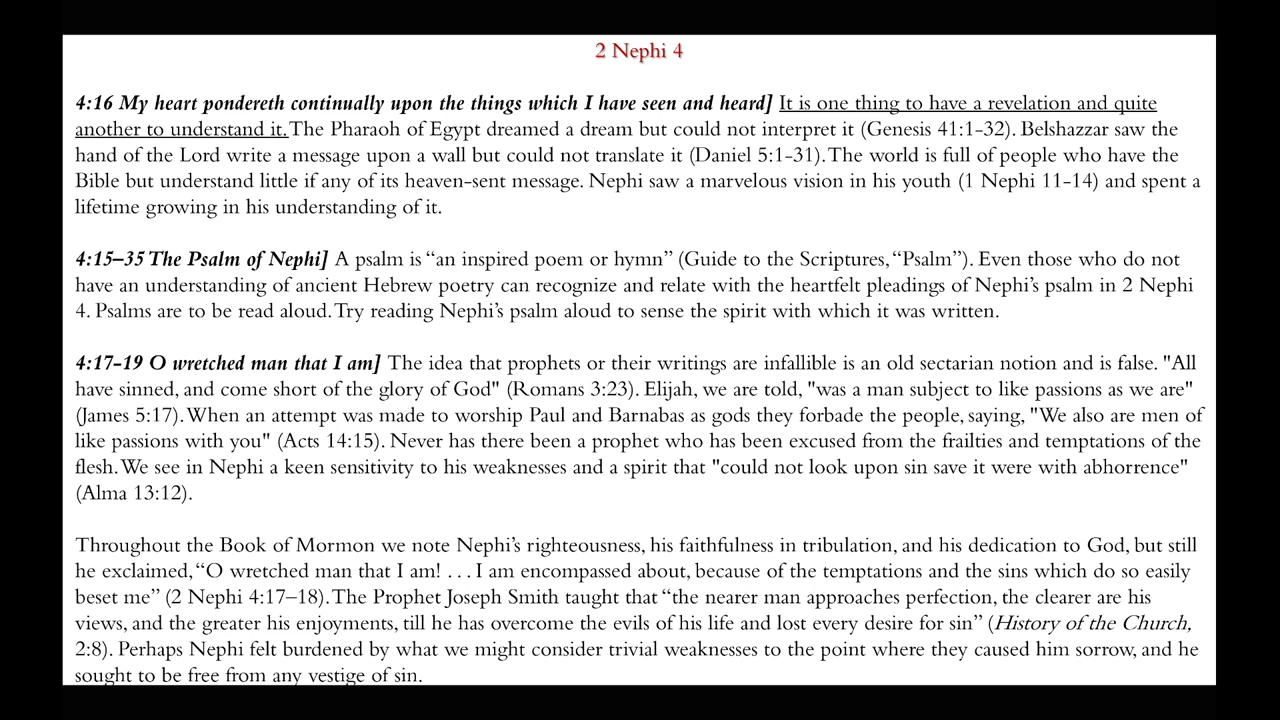 2 Nephi 4
4:16 My heart pondereth continually upon the things which I have seen and heard] It is one thing to have a revelation and quite
another to understand it. The Pharaoh of Egypt dreamed a dream but could not interpret it (Genesis 41:1-32). Belshazzar saw the
hand of the Lord write a message upon a wall but could not translate it (Daniel 5:1-31). The world is full of people who have the
Bible but understand little if any of its heaven-sent message. Nephi saw a marvelous vision in his youth (1 Nephi 11-14) and spent a
lifetime growing in his understanding of it.
4:15–35 The Psalm of Nephi] A psalm is “an inspired poem or hymn” (Guide to the Scriptures, “Psalm”). Even those who do not
have an understanding of ancient Hebrew poetry can recognize and relate with the heartfelt pleadings of Nephi’s psalm in 2 Nephi
4. Psalms are to be read aloud. Try reading Nephi’s psalm aloud to sense the spirit with which it was written.
4:17-19 O wretched man that I am] The idea that prophets or their writings are infallible is an old sectarian notion and is false. "All
have sinned, and come short of the glory of God" (Romans 3:23). Elijah, we are told, "was a man subject to like passions as we are"
(James 5:17). When an attempt was made to worship Paul and Barnabas as gods they forbade the people, saying, "We also are men of
like passions with you" (Acts 14:15). Never has there been a prophet who has been excused from the frailties and temptations of the
flesh. We see in Nephi a keen sensitivity to his weaknesses and a spirit that "could not look upon sin save it were with abhorrence"
(Alma 13:12).
Throughout the Book of Mormon we note Nephi’s righteousness, his faithfulness in tribulation, and his dedication to God, but still
he exclaimed, “O wretched man that I am! . . . I am encompassed about, because of the temptations and the sins which do so easily
beset me” (2 Nephi 4:17–18). The Prophet Joseph Smith taught that “the nearer man approaches perfection, the clearer are his
views, and the greater his enjoyments, till he has overcome the evils of his life and lost every desire for sin” (History of the Church,
2:8). Perhaps Nephi felt burdened by what we might consider trivial weaknesses to the point where they caused him sorrow, and he
sought to be free from any vestige of sin.